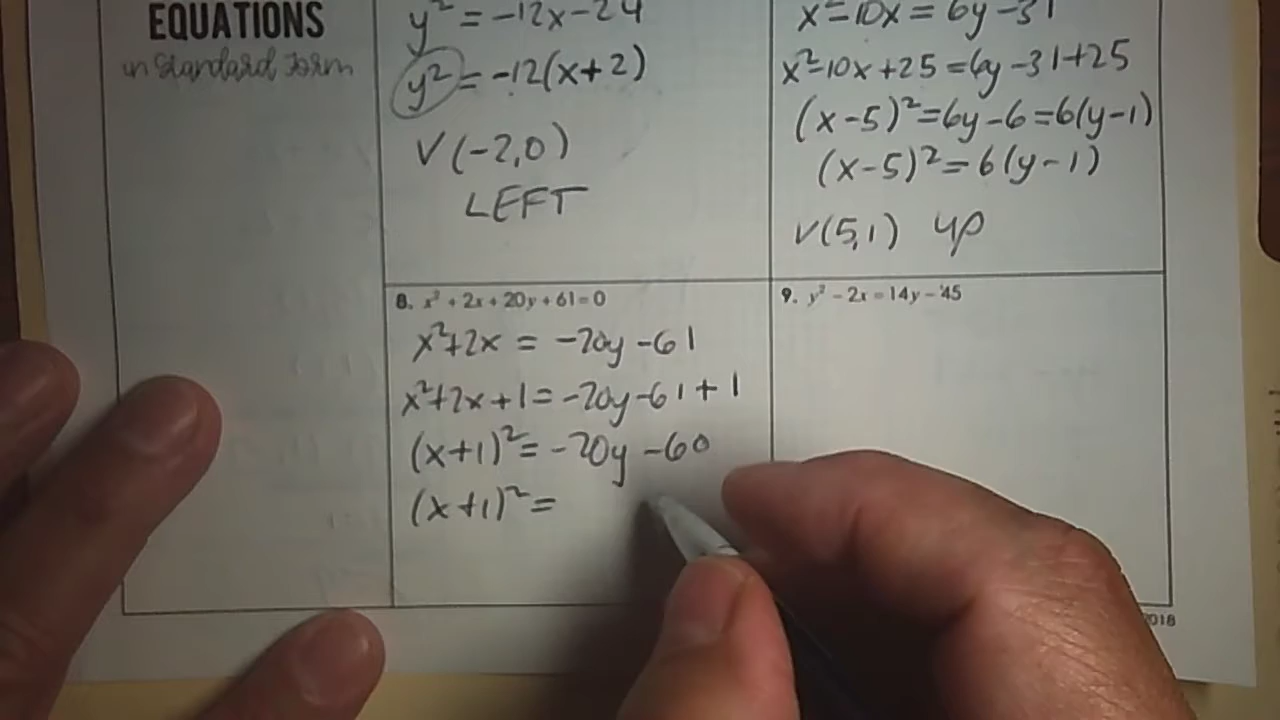 EQUATIONS
in standard form
y² = -12x-24
y² = -12(x+2)
V(-2,0)
LEFT
x²-10x = 6y-31
x²-10x+25 = 6y-31+25
(x-5)² = 6y-6 = 6(y-1)
(x-5)² = 6(y-1)
V(5,1) up
8. x² + 2x + 20y + 61 = 0
x²+2x = -20y-61
x²+2x+1 = -20y-61+1
(x+1)² = -20y-60
(x+1)² =
9. y² - 2x = 14y - 45
2018